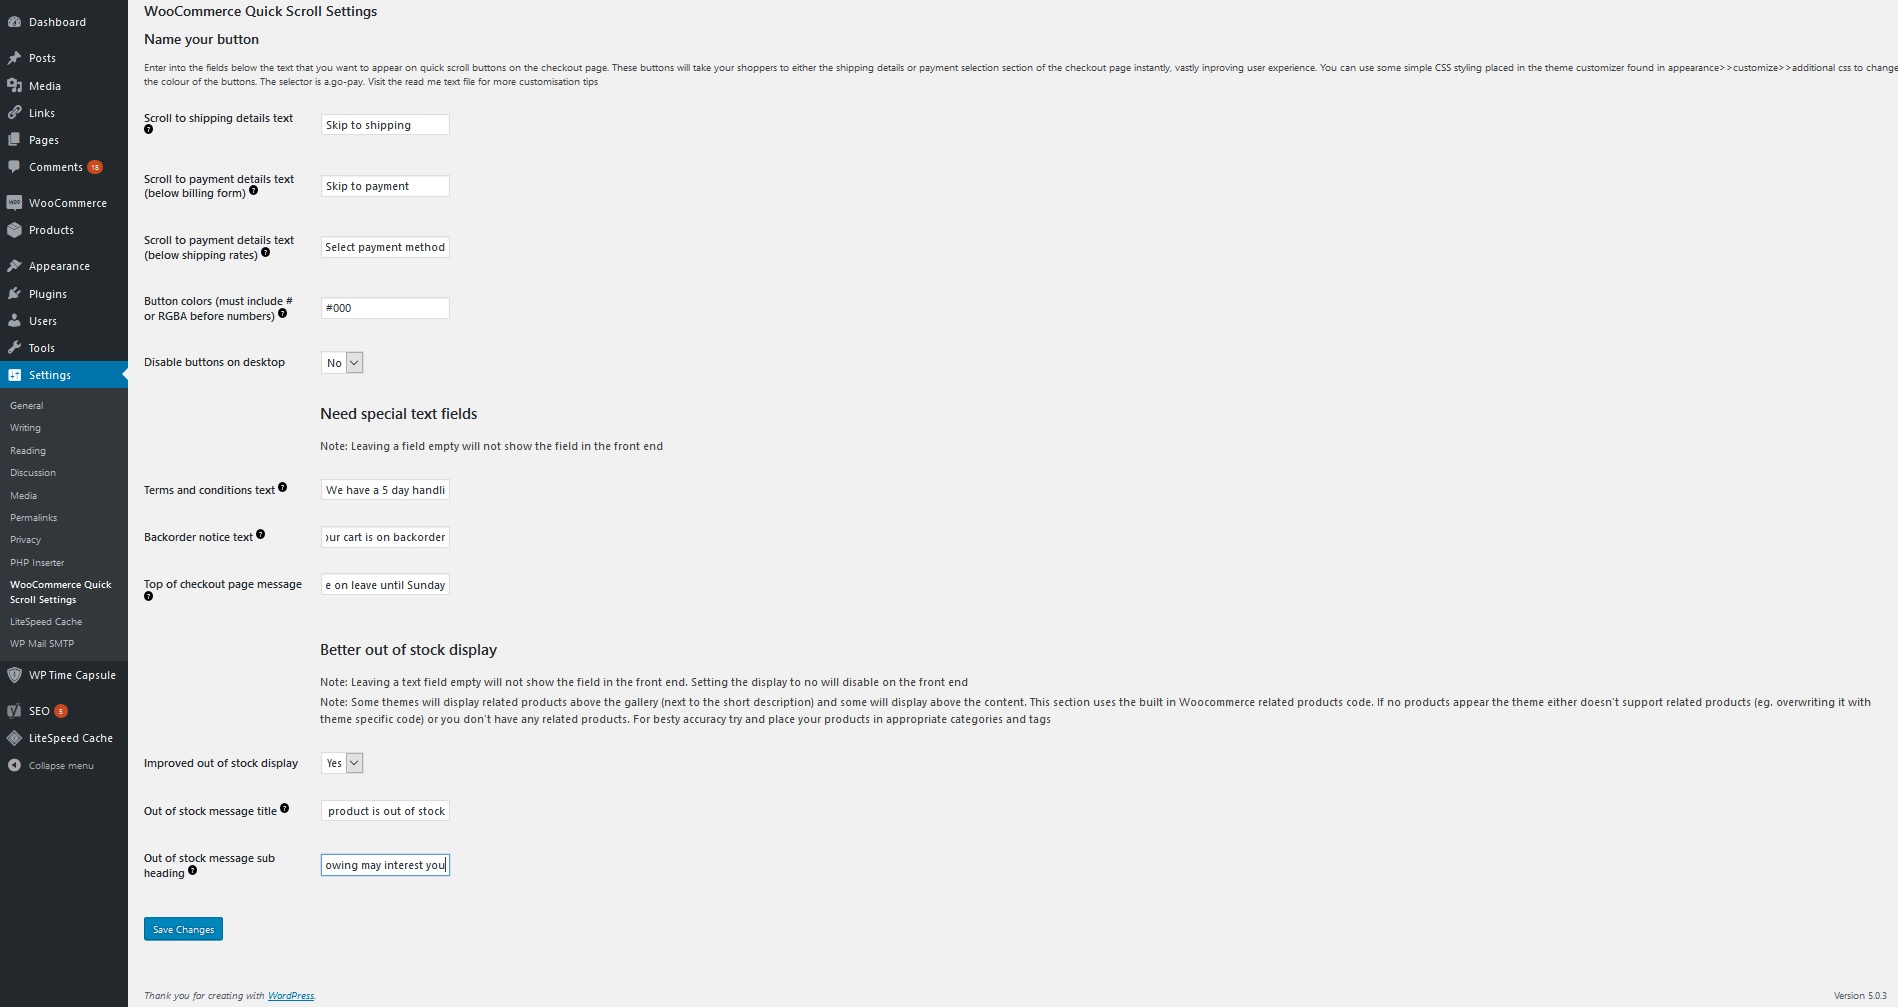 Dashboard
Posts
Media
Links
Pages
Comments 18
WooCommerce
Products
Appearance
Plugins
Users
Tools
Settings
General
Writing
Reading
Discussion
Media
Permalinks
Privacy
PHP Inserter
WooCommerce Quick
Scroll Settings
LiteSpeed Cache
WP Mail SMTP
WP Time Capsule
SEO 5
LiteSpeed Cache
Collapse menu
WooCommerce Quick Scroll Settings
Name your button
Enter into the fields below the text that you want to appear on quick scroll buttons on the checkout page. These buttons will take your shoppers to either the shipping details or payment selection section of the checkout page instantly, vastly inproving user experience. You can use some simple CSS styling placed in the theme customizer found in appearance>>customize>>additional css to change
the colour of the buttons. The selector is a.go-pay. Visit the read me text file for more customisation tips
Scroll to shipping details text
?
Skip to shipping
Scroll to payment details text
(below billing form) ?
Skip to payment
Scroll to payment details text
(below shipping rates) ?
Select payment method
Button colors (must include #
or RGBA before numbers) ?
#000
Disable buttons on desktop
No
Need special text fields
Note: Leaving a field empty will not show the field in the front end
Terms and conditions text ?
We have a 5 day handli
Backorder notice text ?
our cart is on backorder
Top of checkout page message
?
e on leave until Sunday
Better out of stock display
Note: Leaving a text field empty will not show the field in the front end. Setting the display to no will disable on the front end
Note: Some themes will display related products above the gallery (next to the short description) and some will display above the content. This section uses the built in Woocommerce related products code. If no products appear the theme either doesn't support related products (eg. overwriting it with
theme specific code) or you don't have any related products. For besty accuracy try and place your products in appropriate categories and tags
Improved out of stock display
Yes
Out of stock message title ?
product is out of stock
Out of stock message sub
heading ?
owing may interest you
Save Changes
Thank you for creating with WordPress.
Version 5.0.3